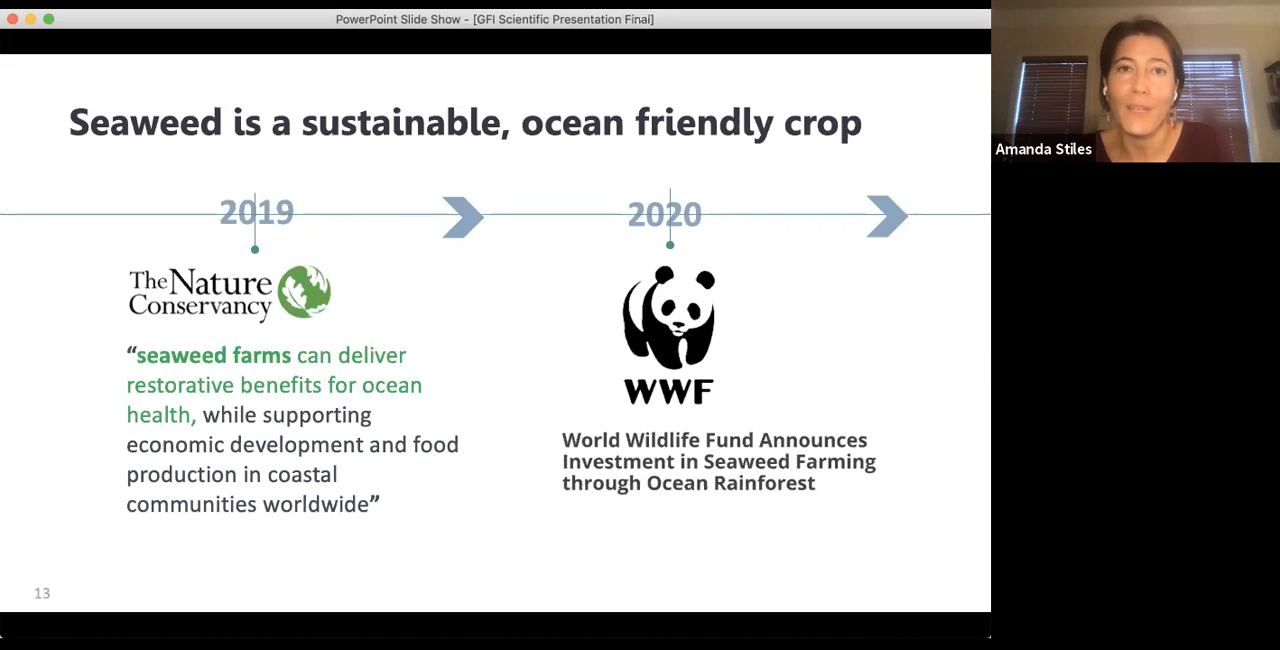 PowerPoint Slide Show - [GFI Scientific Presentation Final]
Seaweed is a sustainable, ocean friendly crop
2019
2020
The Nature
Conservancy
“seaweed farms can deliver
restorative benefits for ocean
health, while supporting
economic development and food
production in coastal
communities worldwide”
WWF
World Wildlife Fund Announces
Investment in Seaweed Farming
through Ocean Rainforest
13
Amanda Stiles